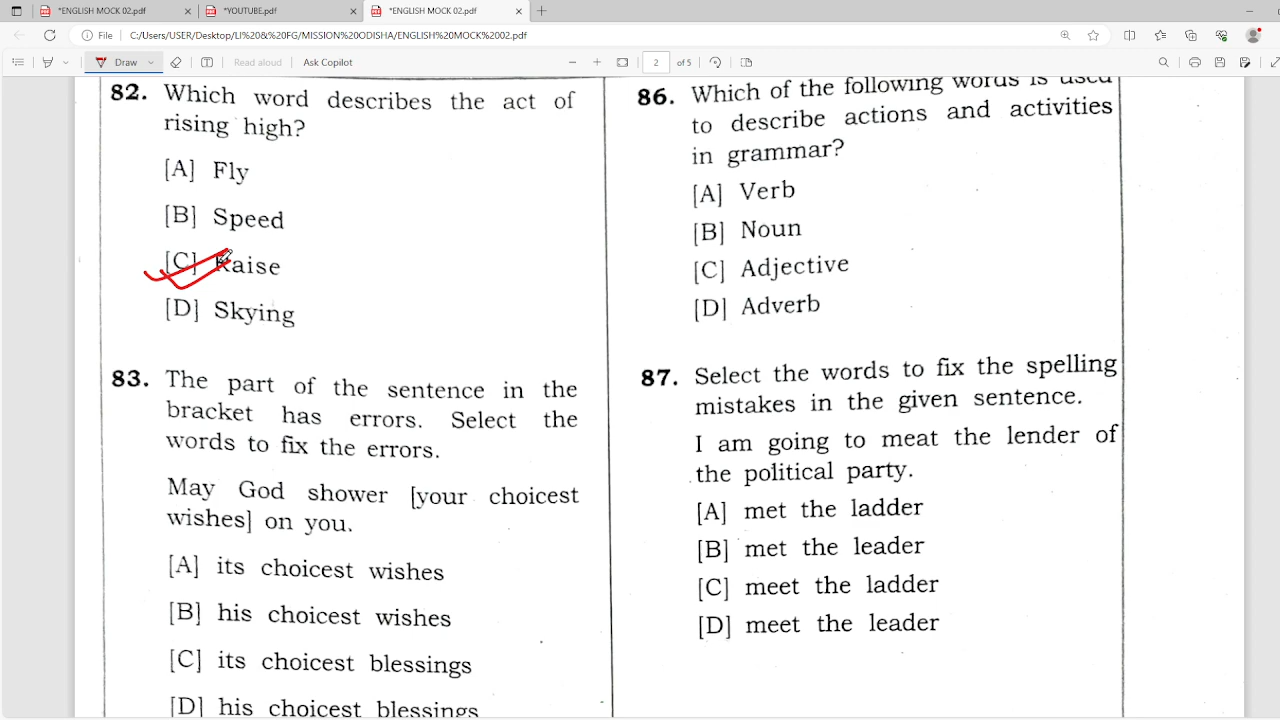 *ENGLISH MOCK 02.pdf
*YOUTUBE.pdf
*ENGLISH MOCK 02.pdf
File
C:/Users/USER/Desktop/LI%20&%20FG/MISSION%20ODISHA/ENGLISH%20MOCK%2002.pdf
Draw
Read aloud
Ask Copilot
2
of 5
82. Which word describes the act of
rising high?
[A] Fly
[B] Speed
[C] Raise
[D] Skying
83. The part of the sentence in the
bracket has errors. Select the
words to fix the errors.
May God shower [your choicest
wishes] on you.
[A] its choicest wishes
[B] his choicest wishes
[C] its choicest blessings
[D] his choicest blessings
86. Which of the following words is used
to describe actions and activities
in grammar?
[A] Verb
[B] Noun
[C] Adjective
[D] Adverb
87. Select the words to fix the spelling
mistakes in the given sentence.
I am going to meat the lender of
the political party.
[A] met the ladder
[B] met the leader
[C] meet the ladder
[D] meet the leader